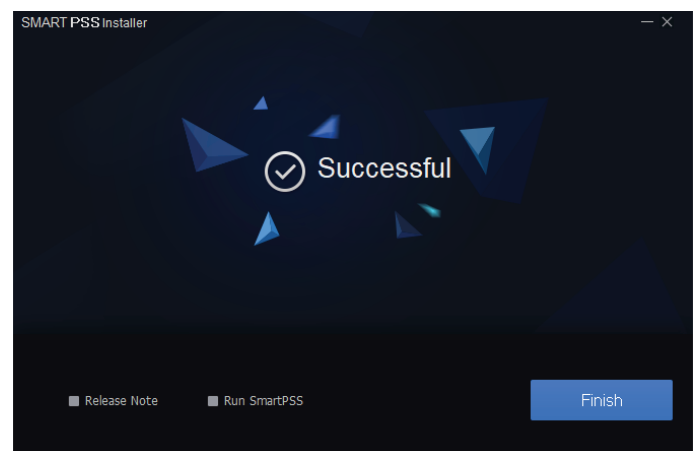 SMART PSS Installer
Successful
Release Note
Run SmartPSS
Finish